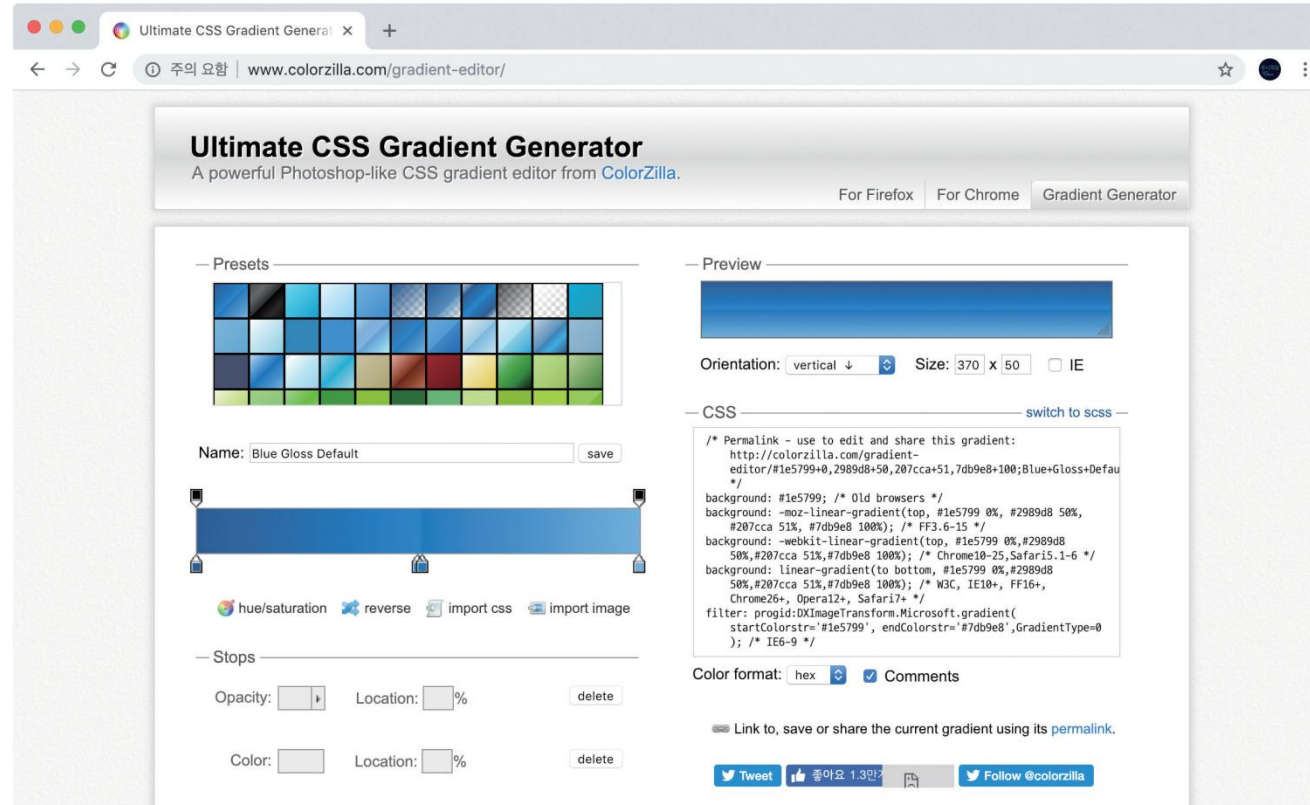 Ultimate CSS Gradient Generat
주의 요함 | www.colorzilla.com/gradient-editor/
Ultimate CSS Gradient Generator
A powerful Photoshop-like CSS gradient editor from ColorZilla.
For Firefox For Chrome Gradient Generator
Presets
Name: Blue Gloss Default save
hue/saturation reverse import css import image
Stops
Opacity: Location: % delete
Color: Location: % delete
Preview
Orientation: vertical ↓ Size: 370 x 50 IE
CSS switch to scss
/* Permalink - use to edit and share this gradient:
http://colorzilla.com/gradient-
editor/#1e5799+0,2989d8+50,207cca+51,7db9e8+100;Blue+Gloss+Defau
*/
background: #1e5799; /* Old browsers */
background: -moz-linear-gradient(top, #1e5799 0%, #2989d8 50%,
#207cca 51%, #7db9e8 100%); /* FF3.6-15 */
background: -webkit-linear-gradient(top, #1e5799 0%,#2989d8
50%,#207cca 51%,#7db9e8 100%); /* Chrome10-25,Safari5.1-6 */
background: linear-gradient(to bottom, #1e5799 0%,#2989d8
50%,#207cca 51%,#7db9e8 100%); /* W3C, IE10+, FF16+,
Chrome26+, Opera12+, Safari7+ */
filter: progid:DXImageTransform.Microsoft.gradient(
startColorstr='#1e5799', endColorstr='#7db9e8',GradientType=0
); /* IE6-9 */
Color format: hex Comments
Link to, save or share the current gradient using its permalink.
Tweet 좋아요 1.3만 Follow @colorzilla